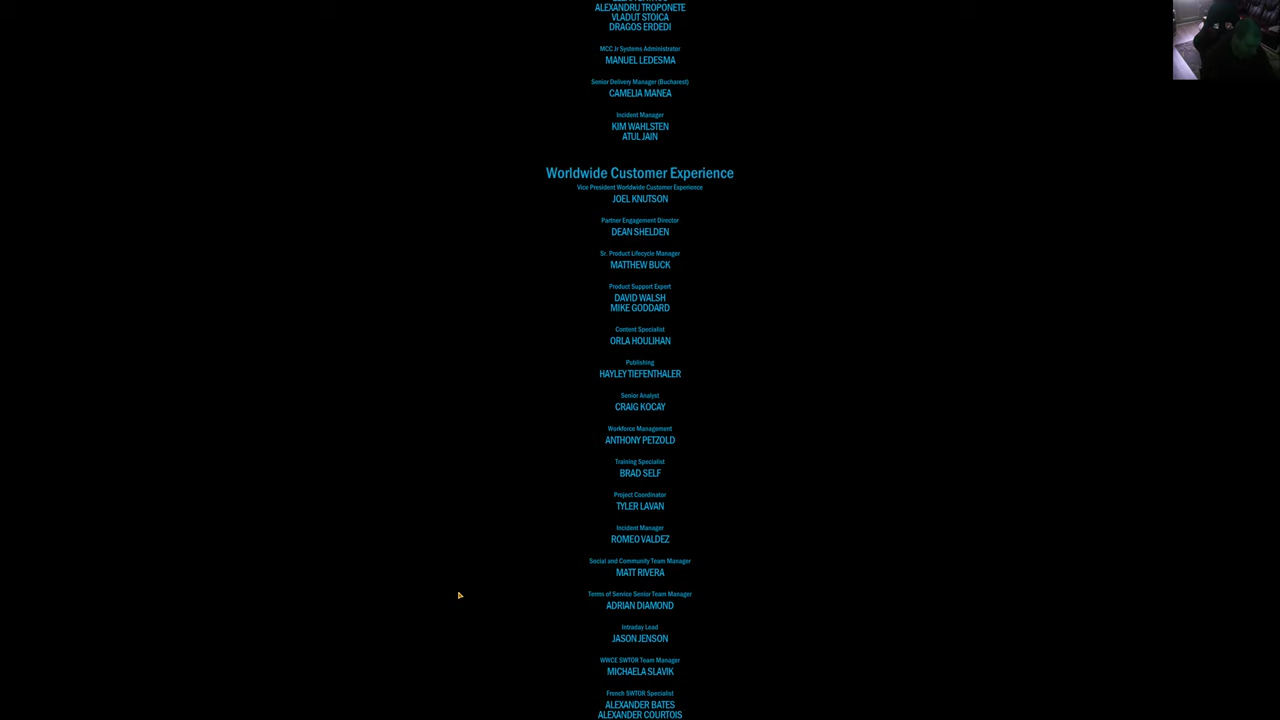 ALEXANDRU TROPONETE
VLADUT STOICA
DRAGOS ERDEDI
MCC Jr Systems Administrator
MANUEL LEDESMA
Senior Delivery Manager (Bucharest)
CAMELIA MANEA
Incident Manager
KIM WAHLSTEN
ATUL JAIN
Worldwide Customer Experience
Vice President Worldwide Customer Experience
JOEL KNUTSON
Partner Engagement Director
DEAN SHELDEN
Sr. Product Lifecycle Manager
MATTHEW BUCK
Product Support Expert
DAVID WALSH
MIKE GODDARD
Content Specialist
ORLA HOULIHAN
Publishing
HAYLEY TIEFENTHALER
Senior Analyst
CRAIG KOCAY
Workforce Management
ANTHONY PETZOLD
Training Specialist
BRAD SELF
Project Coordinator
TYLER LAVAN
Incident Manager
ROMEO VALDEZ
Social and Community Team Manager
MATT RIVERA
Terms of Service Senior Team Manager
ADRIAN DIAMOND
Intraday Lead
JASON JENSON
WWCE SWTOR Team Manager
MICHAELA SLAVIK
French SWTOR Specialist
ALEXANDER BATES
ALEXANDER COURTOIS